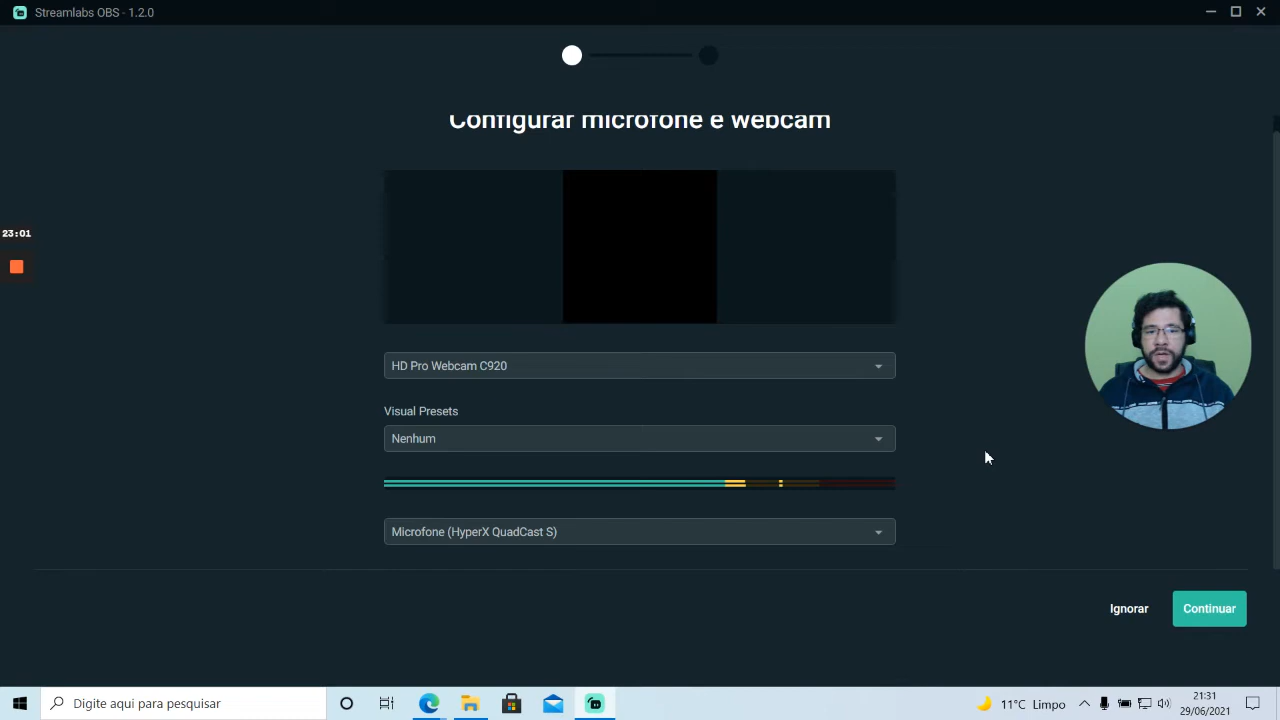 Streamlabs OBS - 1.2.0
Configurar microfone e webcam
23:01
HD Pro Webcam C920
Visual Presets
Nenhum
Microfone (HyperX QuadCast S)
Ignorar
Continuar
Digite aqui para pesquisar
11°C Limpo
21:31
29/06/2021